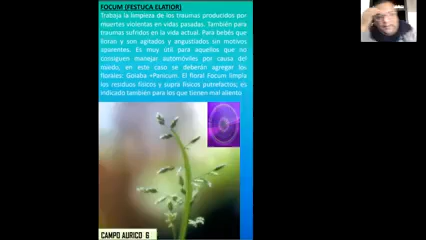 FOCUM (FESTUCA ELATIOR)
Trabaja la limpieza de los traumas producidos por
muertes violentas en vidas pasadas. También para
traumas sufridos en la vida actual. Para bebés que
lloran y son agitados y angustiados sin motivos
aparentes. Es muy útil para aquellos que no
consiguen manejar automóviles por causa del
miedo, en este caso se deberán agregar los
florales: Goiaba +Panicum. El floral Focum limpia
los residuos físicos y supra físicos putrefactos, es
indicado también para los que tienen mal aliento
CAMPO AURICO 6